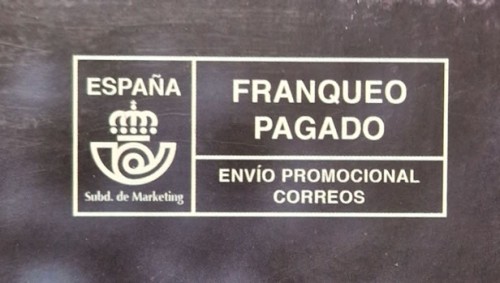 ESPAÑA
Subd. de Marketing
FRANQUEO
PAGADO
ENVÍO PROMOCIONAL
CORREOS